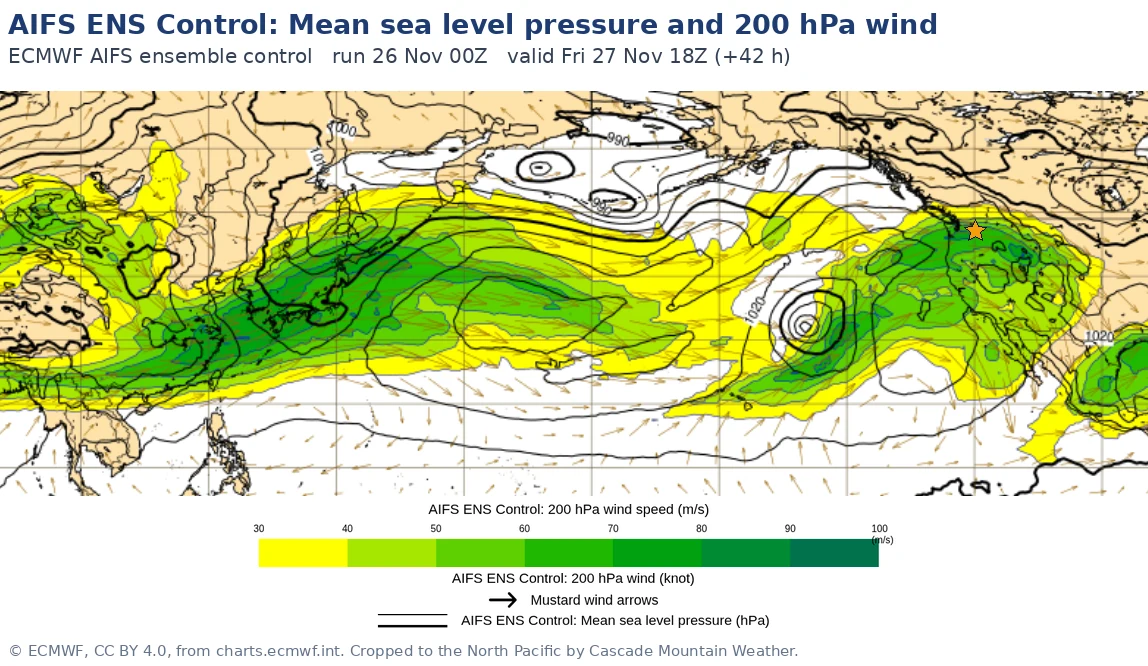 AIFS ENS Control: Mean sea level pressure and 200 hPa wind
ECMWF AIFS ensemble control run 26 Nov 00Z valid Fri 27 Nov 18Z (+42 h)
990
990
1020
1020
AIFS ENS Control: 200 hPa wind speed (m/s)
30 40 50 60 70 80 90 100
(m/s)
AIFS ENS Control: 200 hPa wind (knot)
Mustard wind arrows
AIFS ENS Control: Mean sea level pressure (hPa)
© ECMWF, CC BY 4.0, from charts.ecmwf.int. Cropped to the North Pacific by Cascade Mountain Weather.